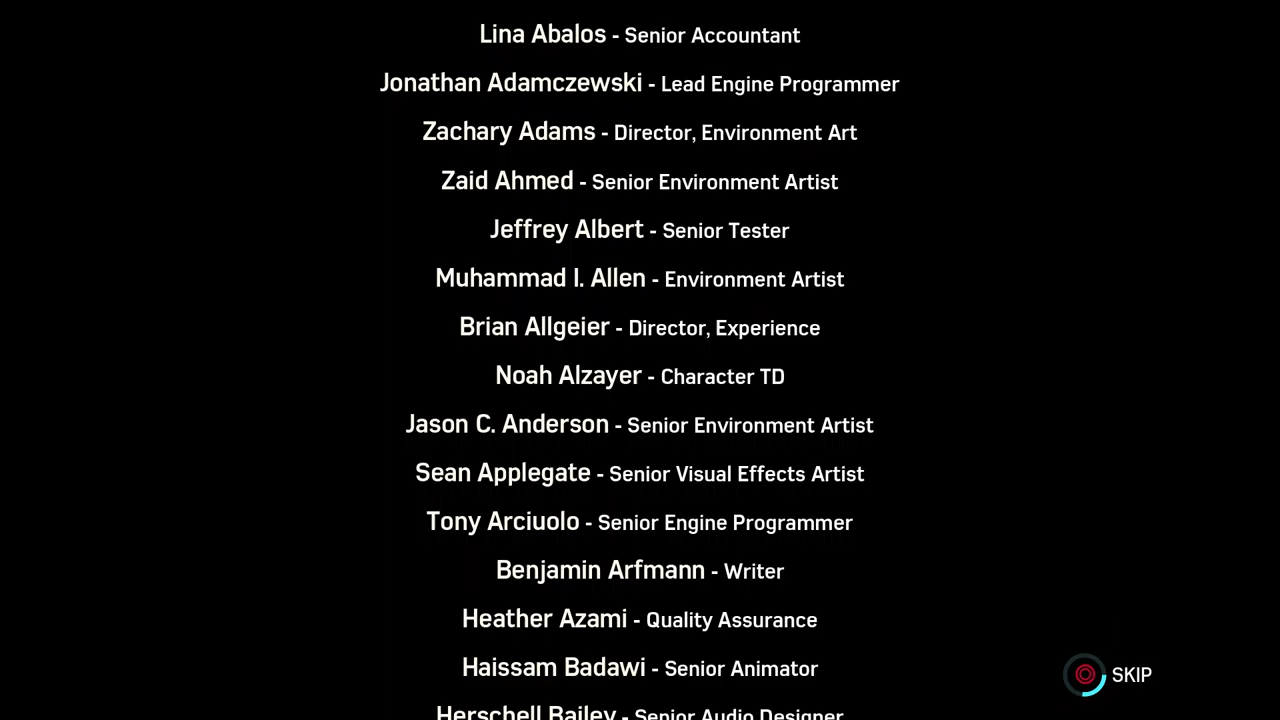 Lina Abalos - Senior Accountant
Jonathan Adamczewski - Lead Engine Programmer
Zachary Adams - Director, Environment Art
Zaid Ahmed - Senior Environment Artist
Jeffrey Albert - Senior Tester
Muhammad I. Allen - Environment Artist
Brian Allgeier - Director, Experience
Noah Alzayer - Character TD
Jason C. Anderson - Senior Environment Artist
Sean Applegate - Senior Visual Effects Artist
Tony Arciuolo - Senior Engine Programmer
Benjamin Arfmann - Writer
Heather Azami - Quality Assurance
Haissam Badawi - Senior Animator
SKIP
Herschell Bailey - Senior Audio Designer